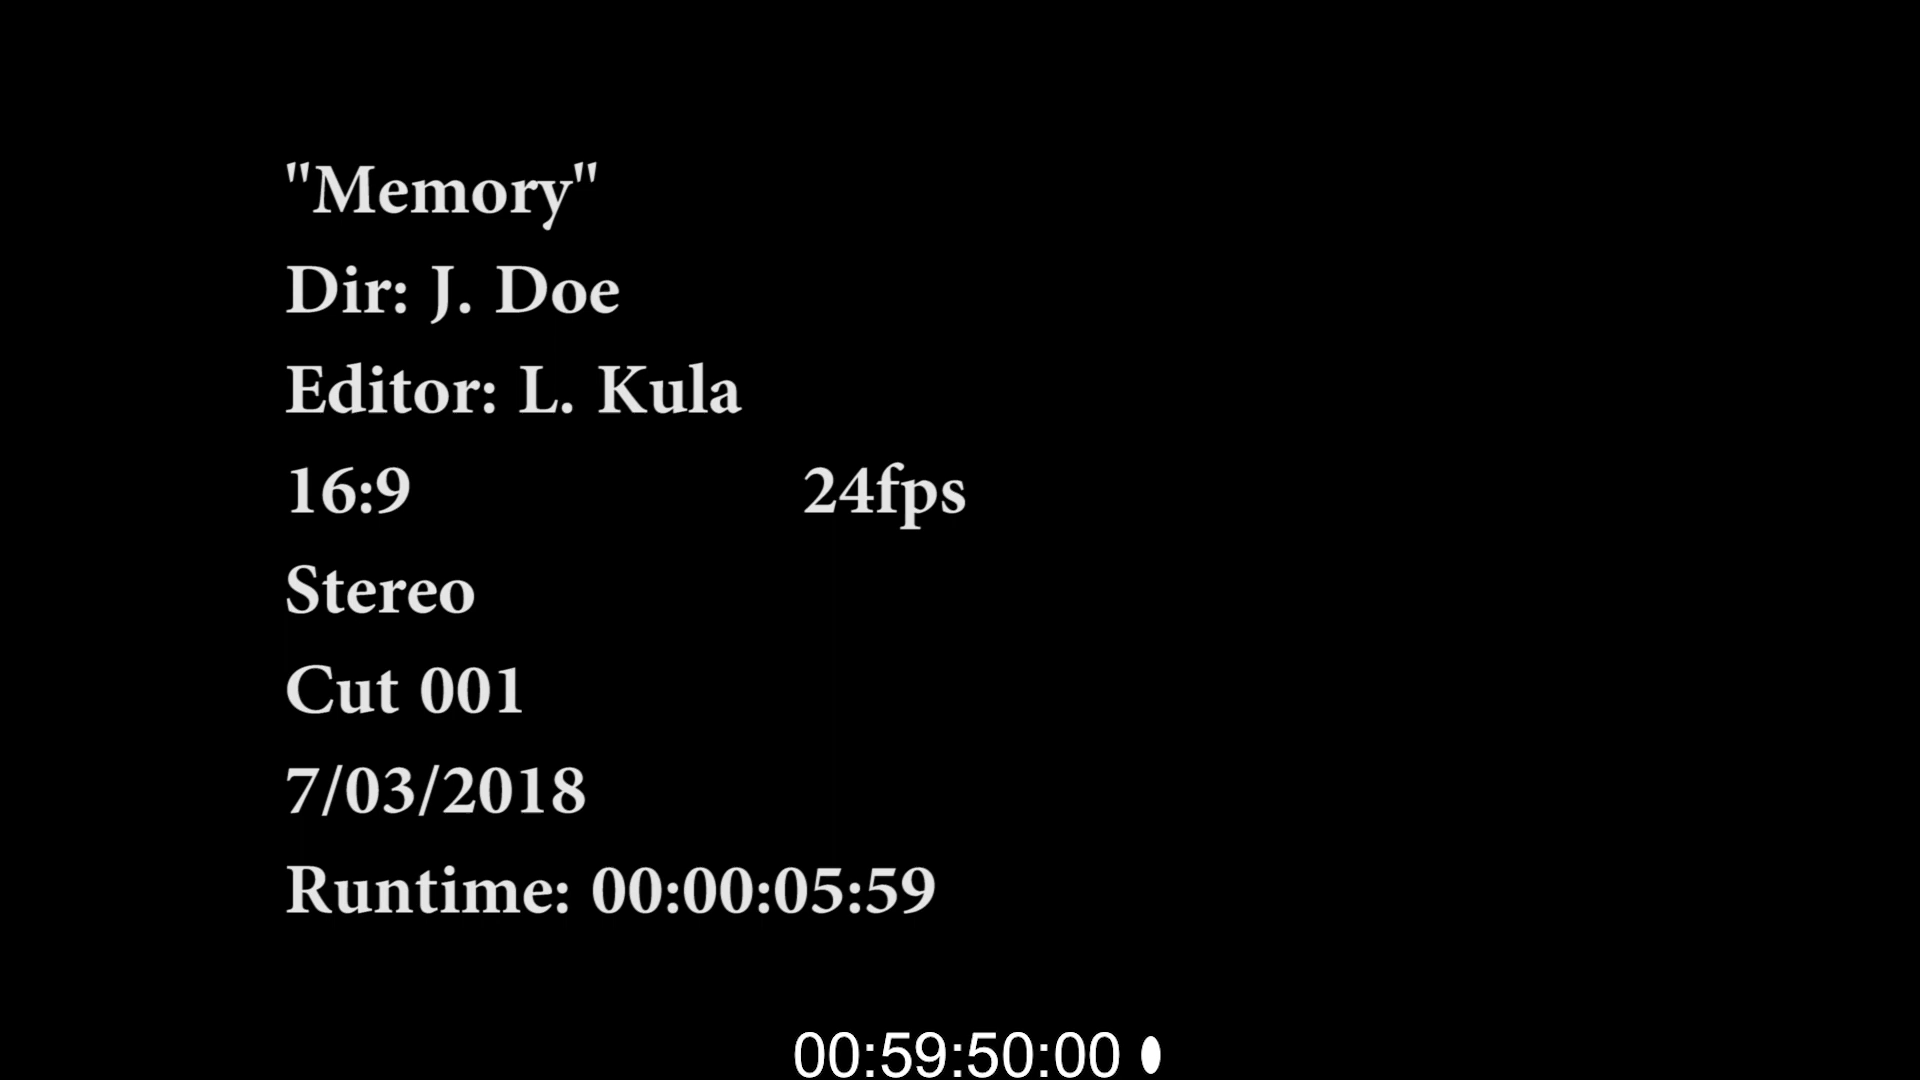 "Memory"
Dir: J. Doe
Editor: L. Kula
16:9 24fps
Stereo
Cut 001
7/03/2018
Runtime: 00:00:05:59
00:59:50:00